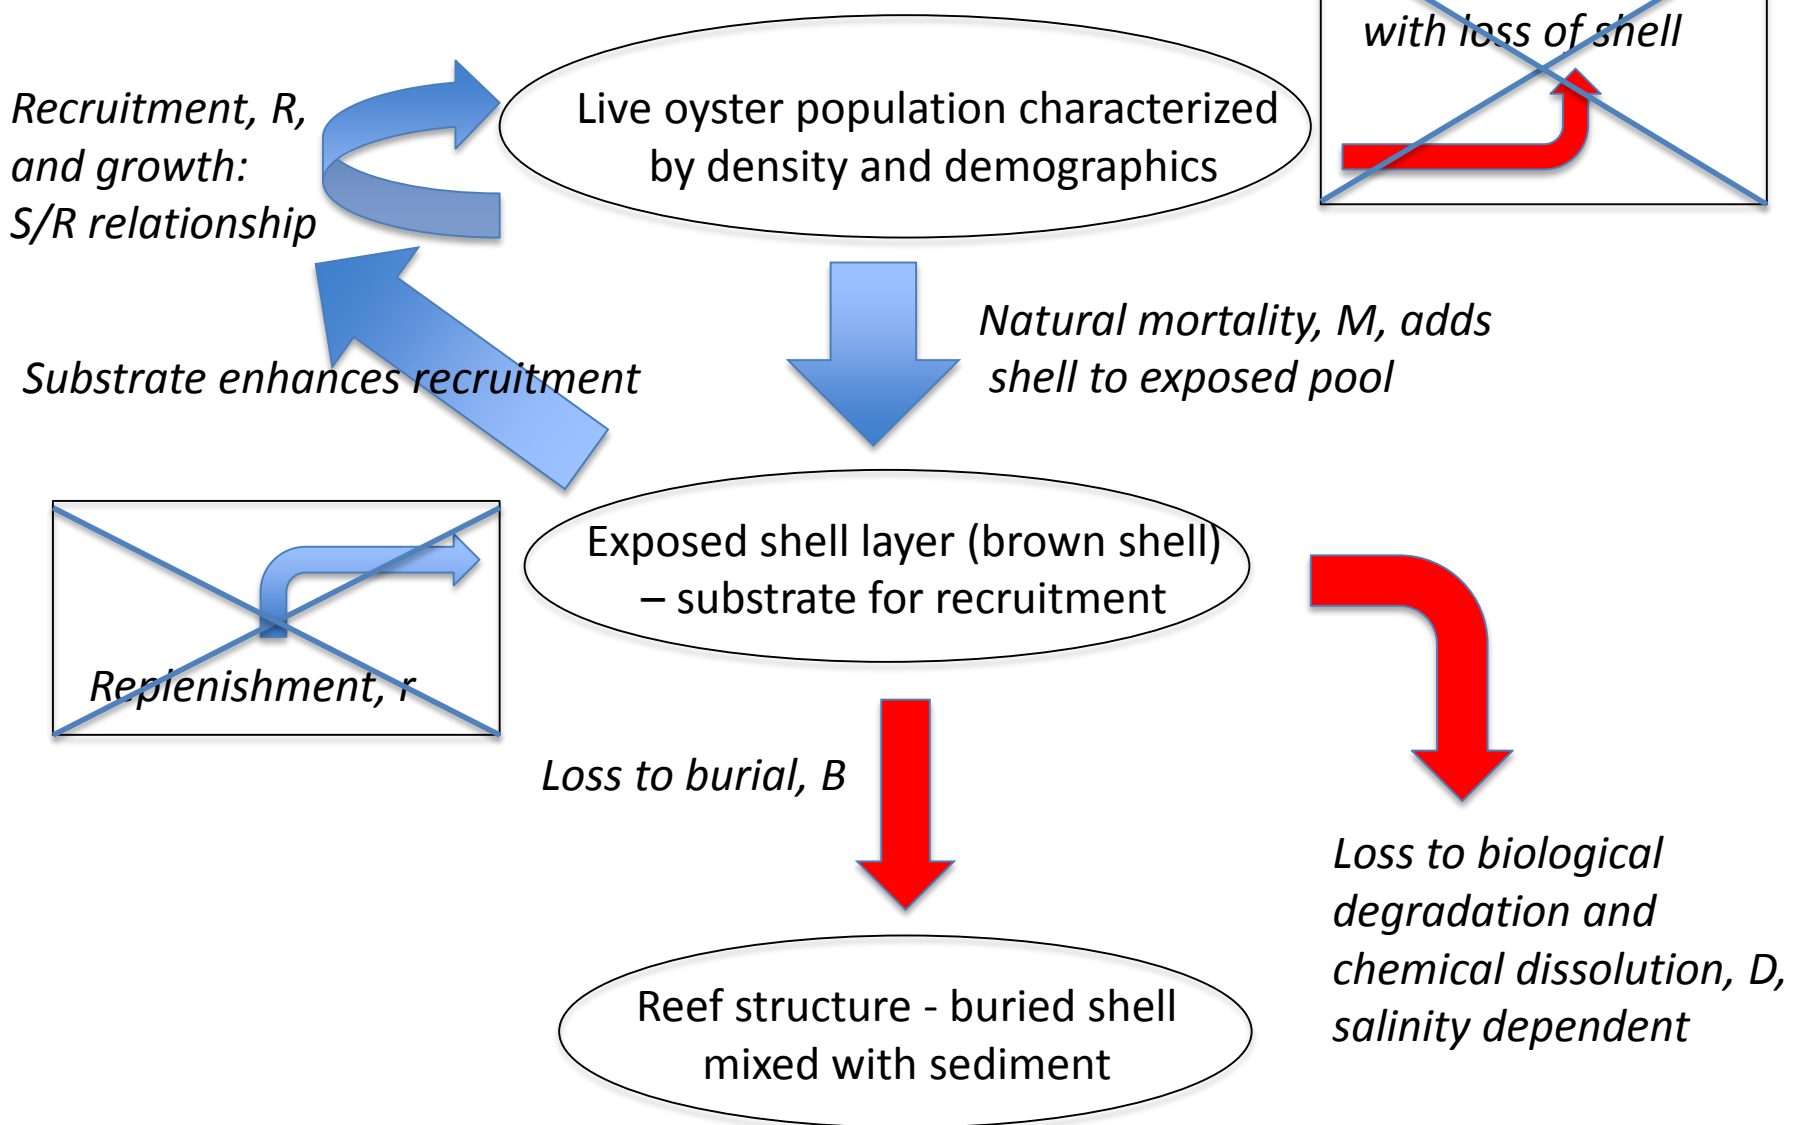 with loss of shell
Recruitment, R,
and growth:
S/R relationship
Live oyster population characterized
by density and demographics
Natural mortality, M, adds
shell to exposed pool
Substrate enhances recruitment
Exposed shell layer (brown shell)
– substrate for recruitment
Replenishment, r
Loss to burial, B
Loss to biological
degradation and
chemical dissolution, D,
salinity dependent
Reef structure - buried shell
mixed with sediment